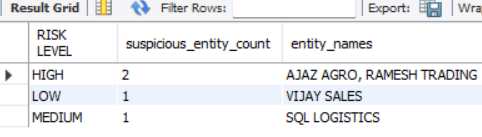 Result Grid Filter Rows: Export:
RISK LEVEL suspicious_entity_count entity_names
HIGH 2 AJAZ AGRO, RAMESH TRADING
LOW 1 VIJAY SALES
MEDIUM 1 SQL LOGISTICS